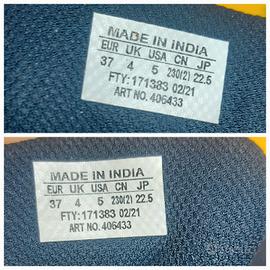 MADE IN INDIA
EUR UK USA CN JP
37 4 5 230(2) 22.5
FTY: 171383 02/21
ART NO. 406433
MADE IN INDIA
EUR UK USA CN JP
37 4 5 230(2) 22.5
FTY: 171383 02/21
ART NO. 406433